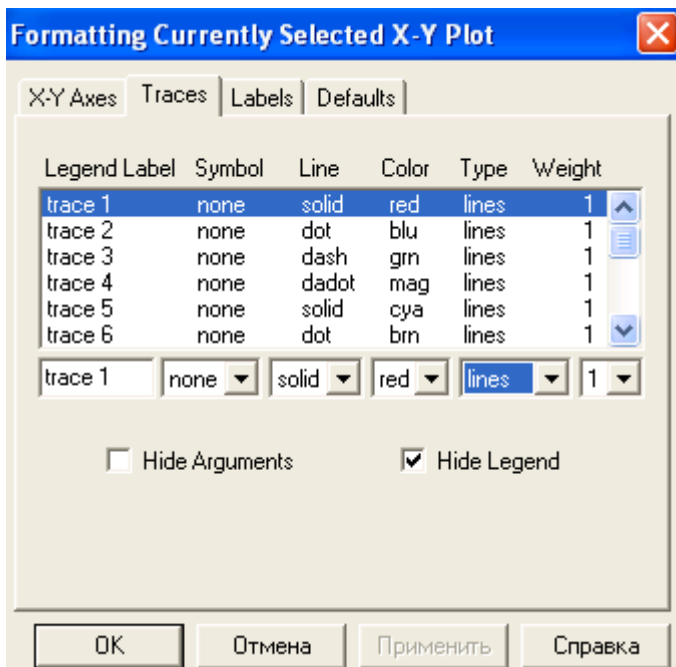 Formatting Currently Selected X-Y Plot
X-Y Axes Traces Labels Defaults
Legend Label Symbol Line Color Type Weight
trace 1 none solid red lines 1
trace 2 none dot blu lines 1
trace 3 none dash grn lines 1
trace 4 none dadot mag lines 1
trace 5 none solid cya lines 1
trace 6 none dot brn lines 1
trace 1 none solid red lines 1
Hide Arguments Hide Legend
OK Отмена Применить Справка